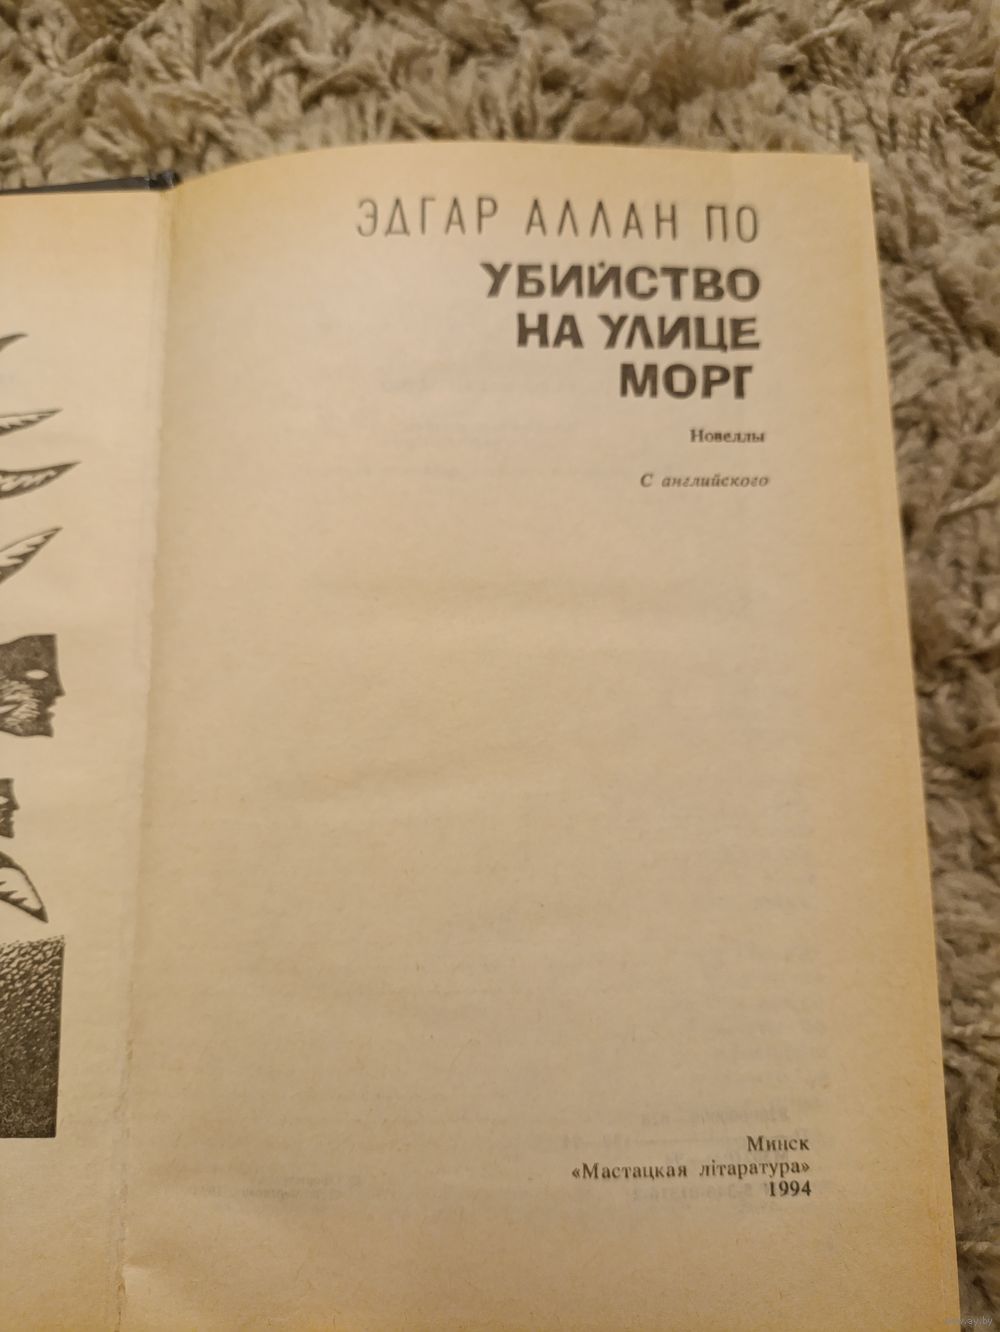 ЭДГАР АЛЛАН ПО
УБИЙСТВО
НА УЛИЦЕ
МОРГ
Новеллы
С английского
Минск
«Мастацкая літаратура»
1994